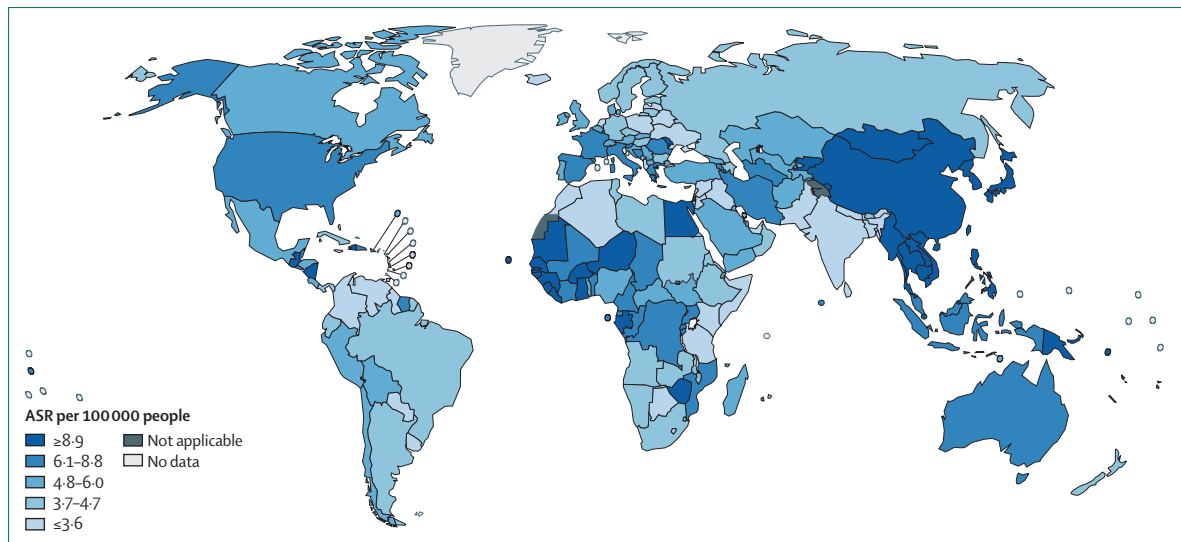 ASR per 100 000 people
≥8·9
6·1–8·8
4·8–6·0
3·7–4·7
≤3·6
Not applicable
No data